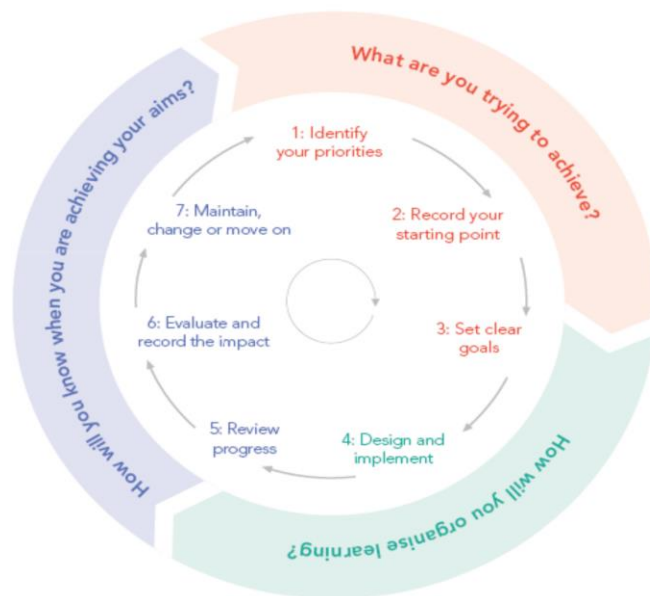 What are you trying to achieve?
1: Identify
your priorities
2: Record your
starting point
3: Set clear
goals
How will you organise learning?
4: Design and
implement
How will you know when you are achieving your aims?
5: Review
progress
6: Evaluate and
record the impact
7: Maintain,
change or move on